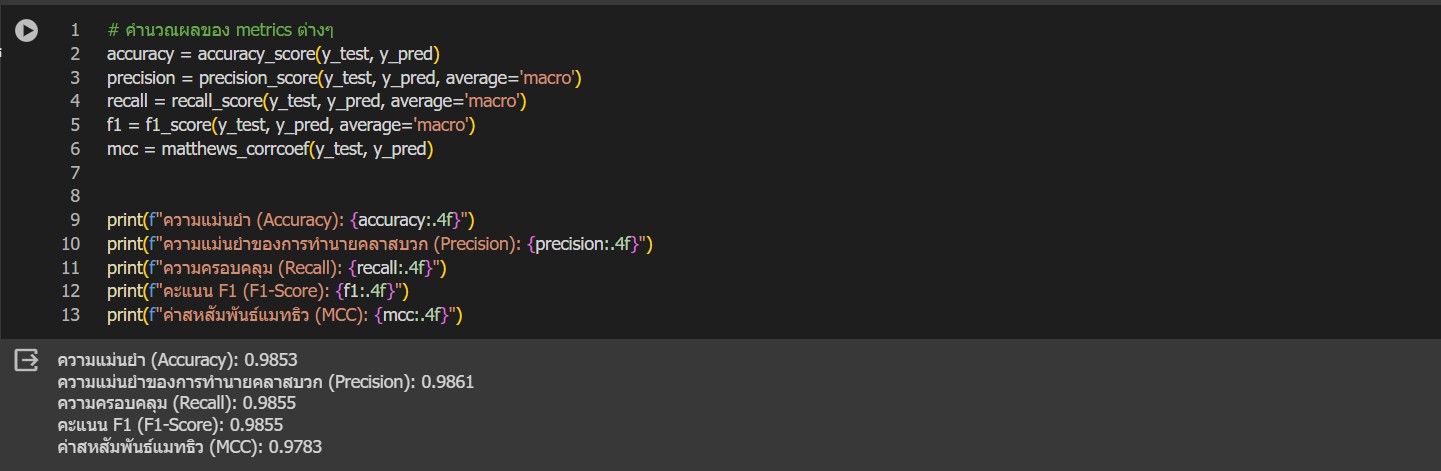 1 # คำนวณผลของ metrics ต่างๆ
2 accuracy = accuracy_score(y_test, y_pred)
3 precision = precision_score(y_test, y_pred, average='macro')
4 recall = recall_score(y_test, y_pred, average='macro')
5 f1 = f1_score(y_test, y_pred, average='macro')
6 mcc = matthews_corrcoef(y_test, y_pred)
7
8
9 print(f"ความแม่นยำ (Accuracy): {accuracy:.4f}")
10 print(f"ความแม่นยำของการทำนายคลาสบวก (Precision): {precision:.4f}")
11 print(f"ความครอบคลุม (Recall): {recall:.4f}")
12 print(f"คะแนน F1 (F1-Score): {f1:.4f}")
13 print(f"ค่าสหสัมพันธ์แมทธิว (MCC): {mcc:.4f}")
ความแม่นยำ (Accuracy): 0.9853
ความแม่นยำของการทำนายคลาสบวก (Precision): 0.9861
ความครอบคลุม (Recall): 0.9855
คะแนน F1 (F1-Score): 0.9855
ค่าสหสัมพันธ์แมทธิว (MCC): 0.9783